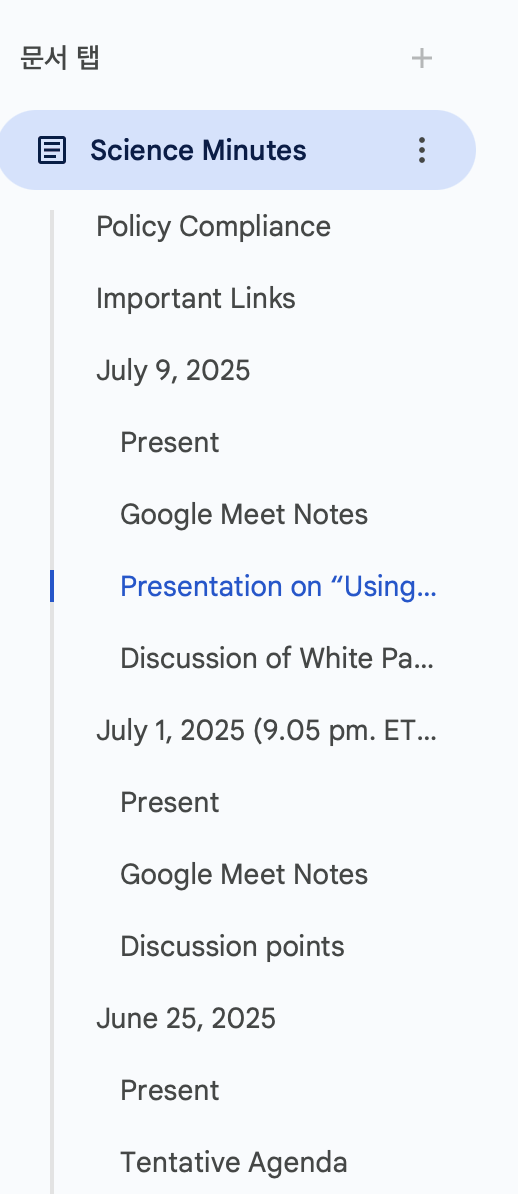 문서 탭
Science Minutes
Policy Compliance
Important Links
July 9, 2025
Present
Google Meet Notes
Presentation on “Using...
Discussion of White Pa...
July 1, 2025 (9.05 pm. ET...
Present
Google Meet Notes
Discussion points
June 25, 2025
Present
Tentative Agenda